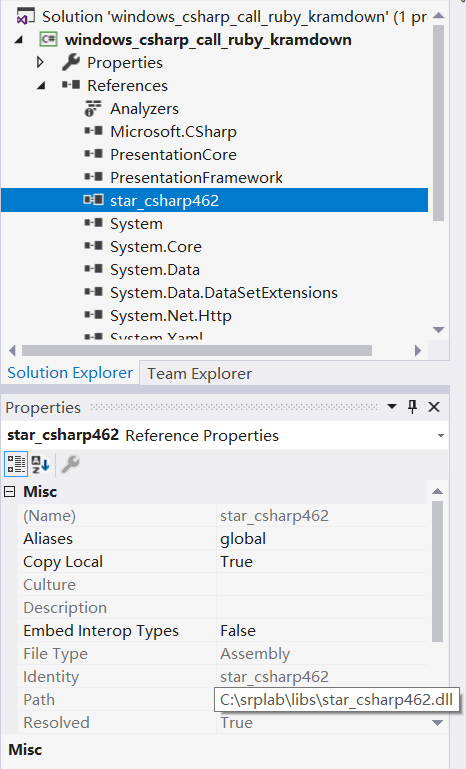 Solution 'windows_csharp_call_ruby_kramdown' (1 pr
C# windows_csharp_call_ruby_kramdown
Properties
References
Analyzers
Microsoft.CSharp
PresentationCore
PresentationFramework
star_csharp462
System
System.Core
System.Data
System.Data.DataSetExtensions
System.Net.Http
System.Xaml
Solution Explorer Team Explorer
Properties
star_csharp462 Reference Properties
Misc
(Name) star_csharp462
Aliases global
Copy Local True
Culture
Description
Embed Interop Types False
File Type Assembly
Identity star_csharp462
Path C:\srplab\libs\star_csharp462.dll
Resolved True
Misc